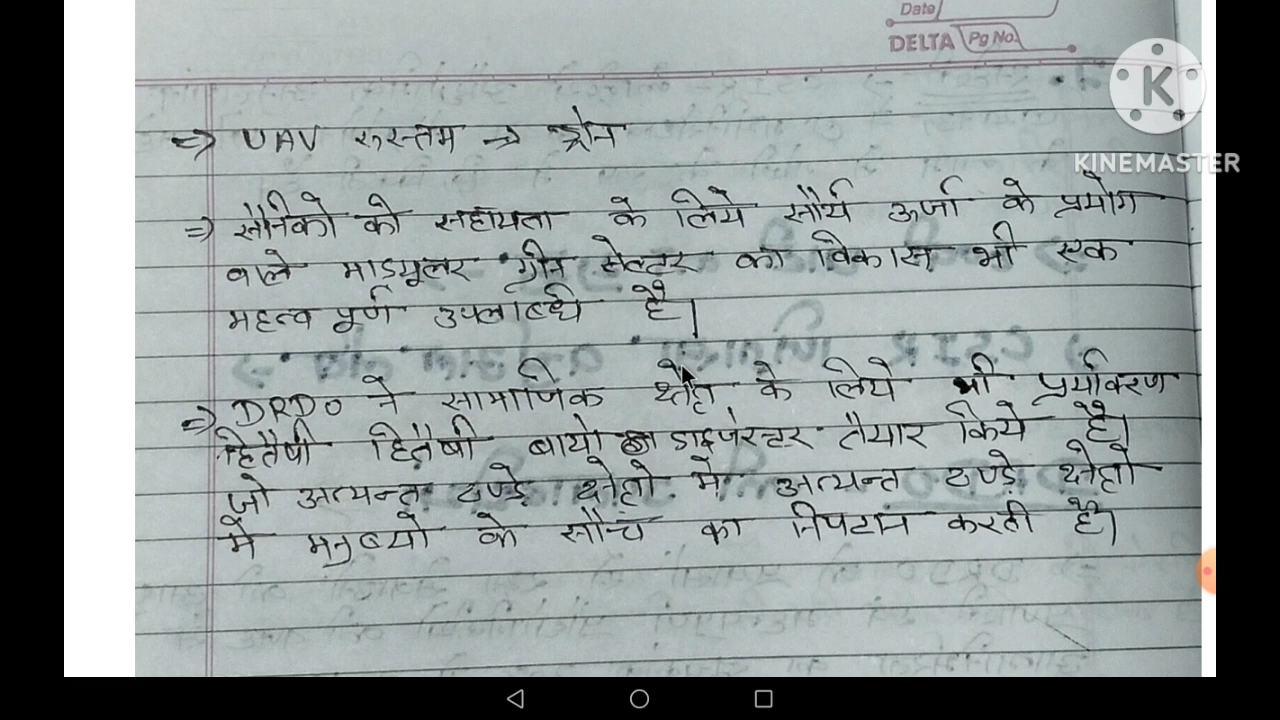 Date
DELTA Pg No.
K
KINEMASTER
⇒ UAV रुस्तम → ड्रोन
⇒ सैनिको को सहायता के लिये सौर्य ऊर्जा के प्रयोग
वाले माड्यूलर ग्रीन सेल्टर का विकास भी एक
महत्व पूर्ण उपलब्धि है।
⇒ DRDO ने सामाजिक क्षेत्र के लिये भी प्रर्यावरण
हितैषी हितैषी बायो डाइजेस्टर तैयार किये है।
जो अत्यन्त ठण्डे क्षेत्रो में अत्यन्त ठण्डे क्षेत्रो
में मनुष्यो के सौच का निपटान करती है।